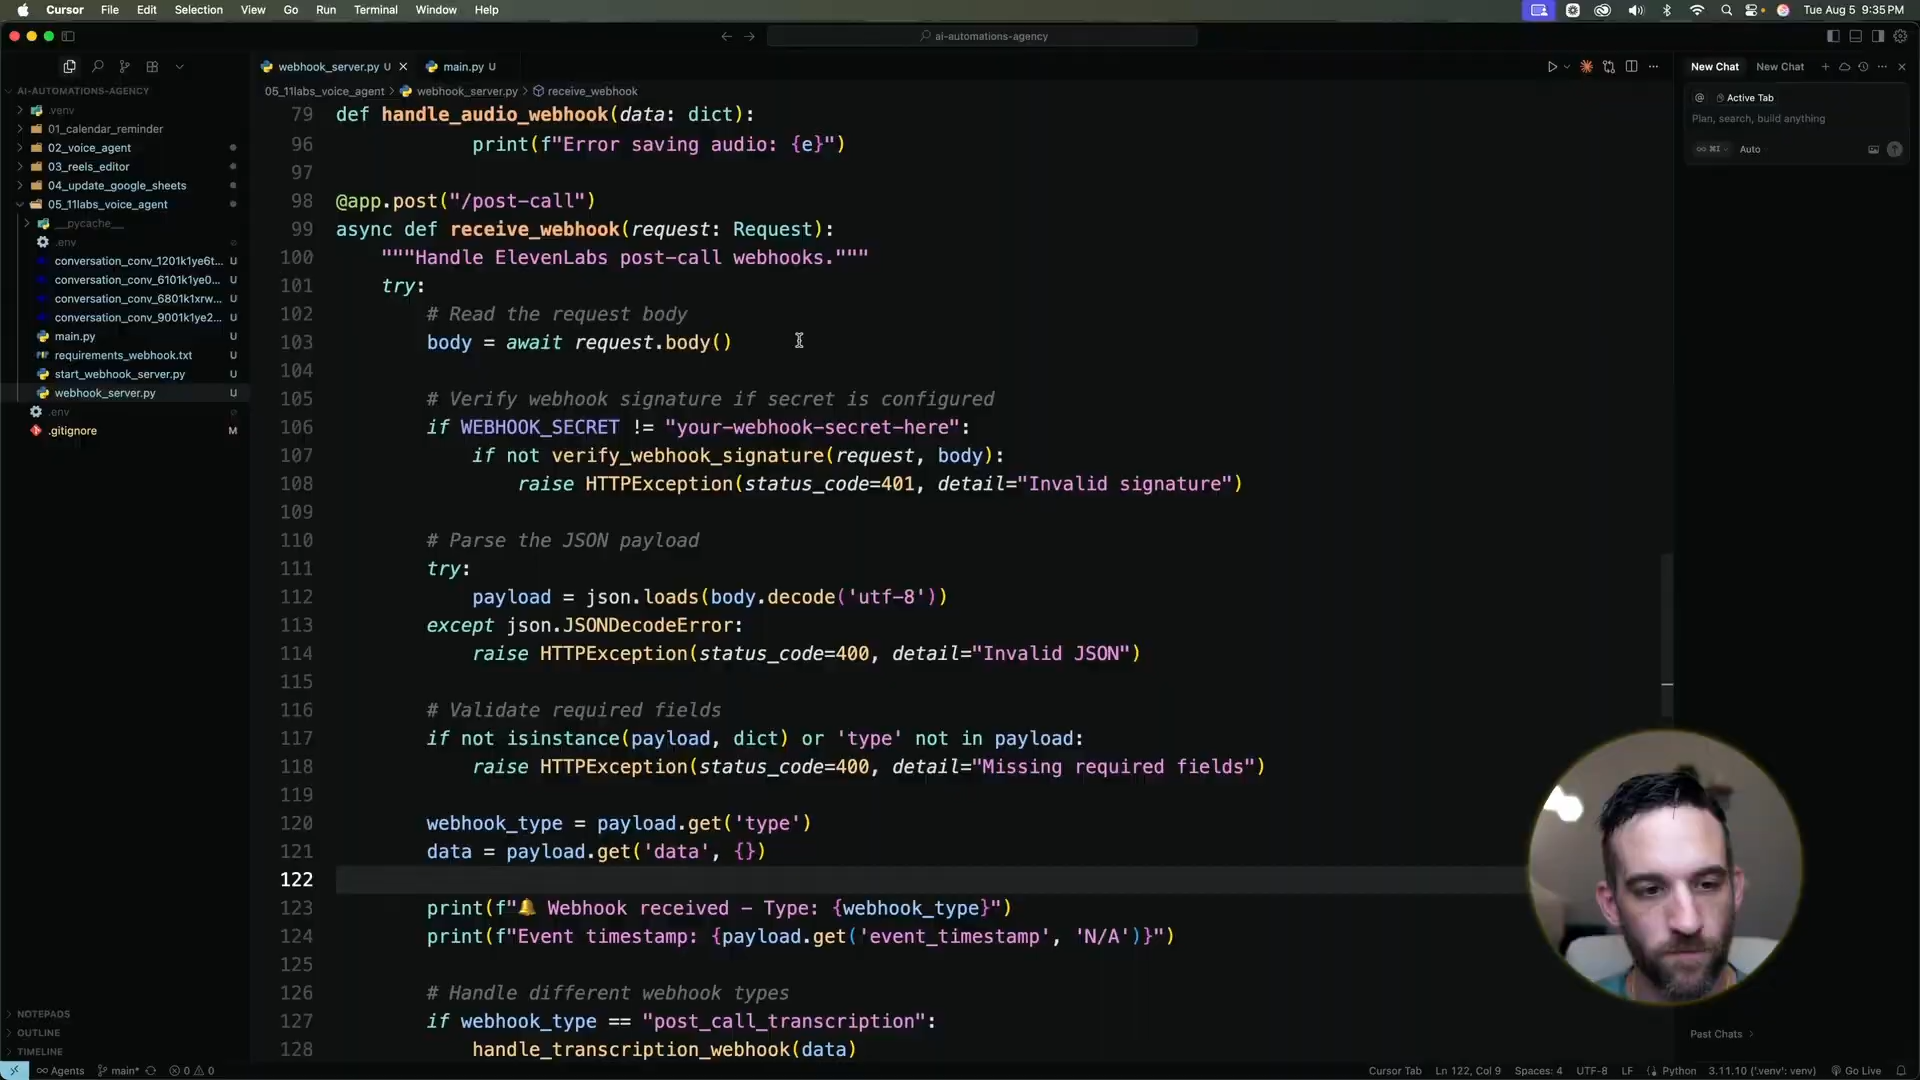 Cursor File Edit Selection View Go Run Terminal Window Help Tue Aug 5 9:35 PM
ai-automations-agency
webhook_server.py U main.py U
AI-AUTOMATIONS-AGENCY
.venv
01_calendar_reminder
02_voice_agent
03_reels_editor
04_update_google_sheets
05_11labs_voice_agent
__pycache__
.env
conversation_conv_1201k1ye6t... U
conversation_conv_6101k1ye0... U
conversation_conv_6801k1xrw... U
conversation_conv_9001k1ye2... U
main.py U
requirements_webhook.txt U
start_webhook_server.py U
webhook_server.py U
.env
.gitignore M
NOTEPADS
OUTLINE
TIMELINE
05_11labs_voice_agent > webhook_server.py > receive_webhook
79 def handle_audio_webhook(data: dict):
96 print(f"Error saving audio: {e}")
97
98 @app.post("/post-call")
99 async def receive_webhook(request: Request):
100 """Handle ElevenLabs post-call webhooks."""
101 try:
102 # Read the request body
103 body = await request.body()
104
105 # Verify webhook signature if secret is configured
106 if WEBHOOK_SECRET != "your-webhook-secret-here":
107 if not verify_webhook_signature(request, body):
108 raise HTTPException(status_code=401, detail="Invalid signature")
109
110 # Parse the JSON payload
111 try:
112 payload = json.loads(body.decode('utf-8'))
113 except json.JSONDecodeError:
114 raise HTTPException(status_code=400, detail="Invalid JSON")
115
116 # Validate required fields
117 if not isinstance(payload, dict) or 'type' not in payload:
118 raise HTTPException(status_code=400, detail="Missing required fields")
119
120 webhook_type = payload.get('type')
121 data = payload.get('data', {})
122
123 print(f"🔔 Webhook received - Type: {webhook_type}")
124 print(f"Event timestamp: {payload.get('event_timestamp', 'N/A')}")
125
126 # Handle different webhook types
127 if webhook_type == "post_call_transcription":
128 handle_transcription_webhook(data)
New Chat New Chat
@ Active Tab
Plan, search, build anything
∞ ⌘I Auto
Past Chats >
Agents main* 0 0 Cursor Tab Ln 122, Col 9 Spaces: 4 UTF-8 LF Python 3.11.10 ('.venv': venv) Go Live